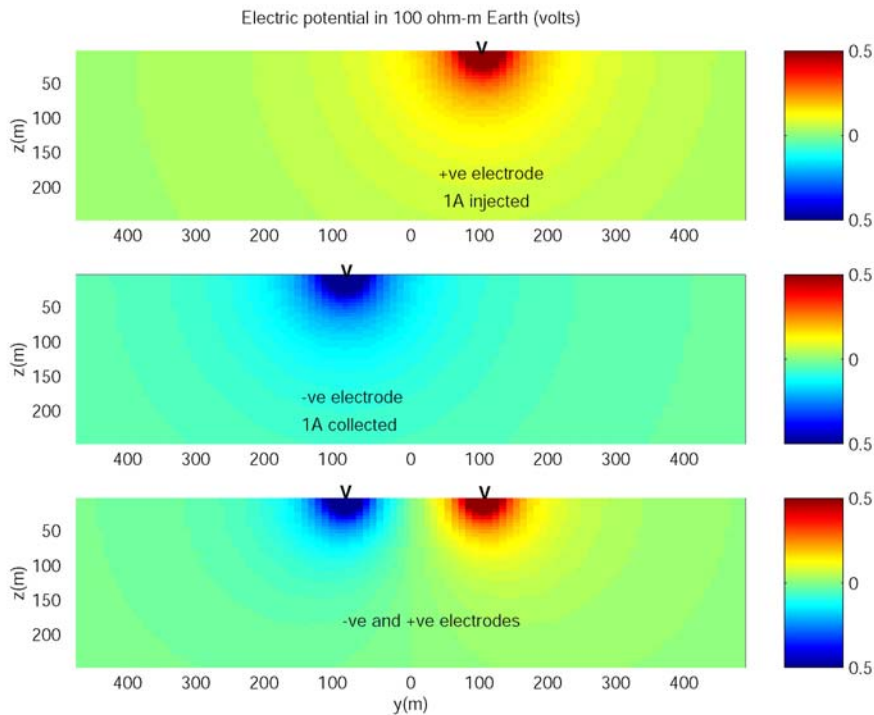 Electric potential in 100 ohm-m Earth (volts)
V
0.5
50
100
z(m)
0
150
+ve electrode
200
1A injected
0.5
400 300 200 100 0 100 200 300 400
V
0.5
50
100
z(m)
0
150
-ve electrode
200
1A collected
0.5
400 300 200 100 0 100 200 300 400
V V
0.5
50
100
z(m)
0
150
-ve and +ve electrodes
200
0.5
400 300 200 100 0 100 200 300 400
y(m)